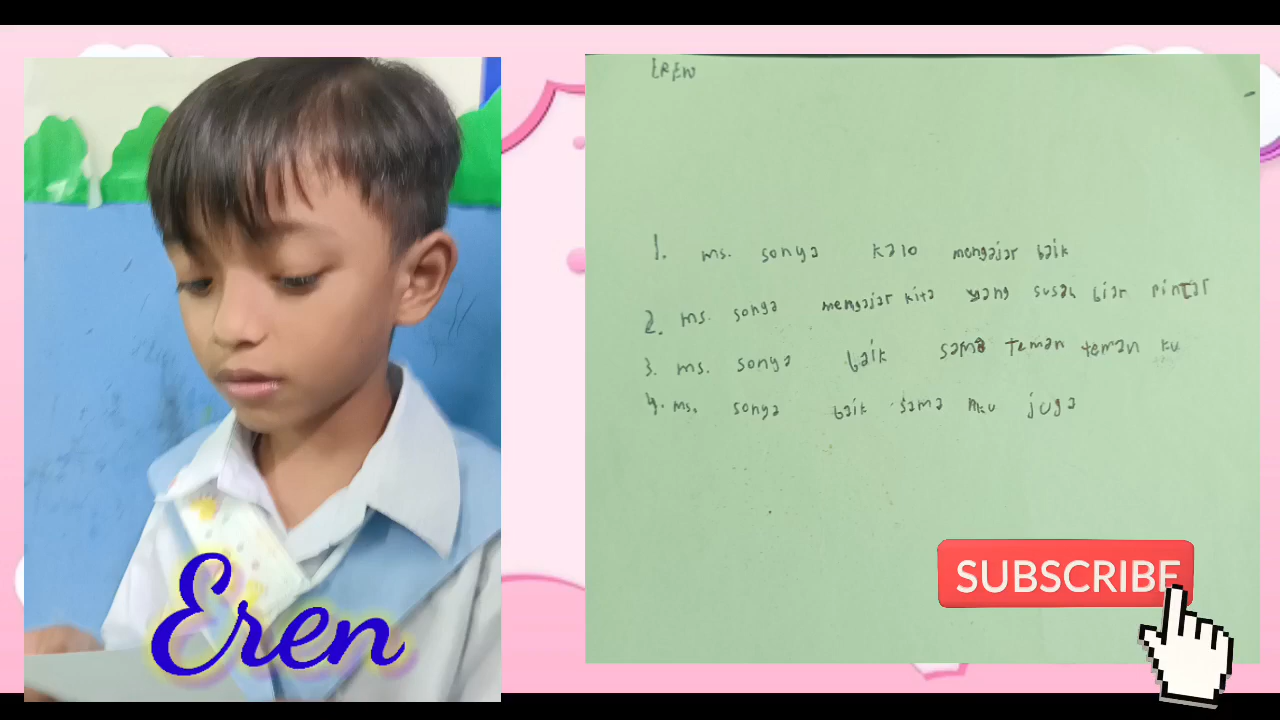 EREN
1. ms. sonya kalo mengajar baik
2. ms. sonya mengajar kita yang susah biar pintar
3. ms. sonya baik sama teman teman ku
4. ms. sonya baik sama Aku juga
Eren
SUBSCRIBE